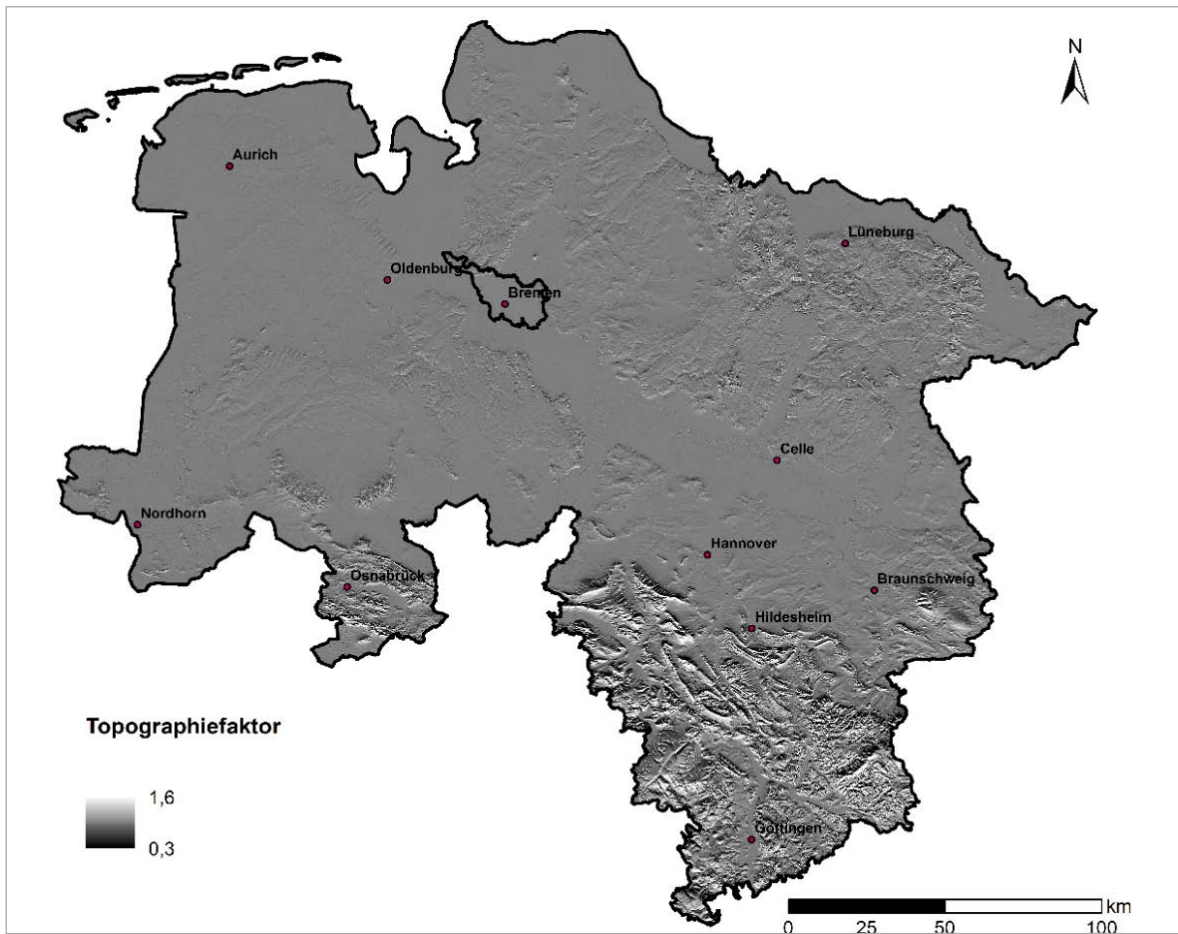 N
Aurich
Lüneburg
Oldenburg
Bremen
Celle
Nordhorn
Hannover
Osnabrück
Braunschweig
Hildesheim
Topographiefaktor
1,6
0,3
Göttingen
km
0 25 50 100